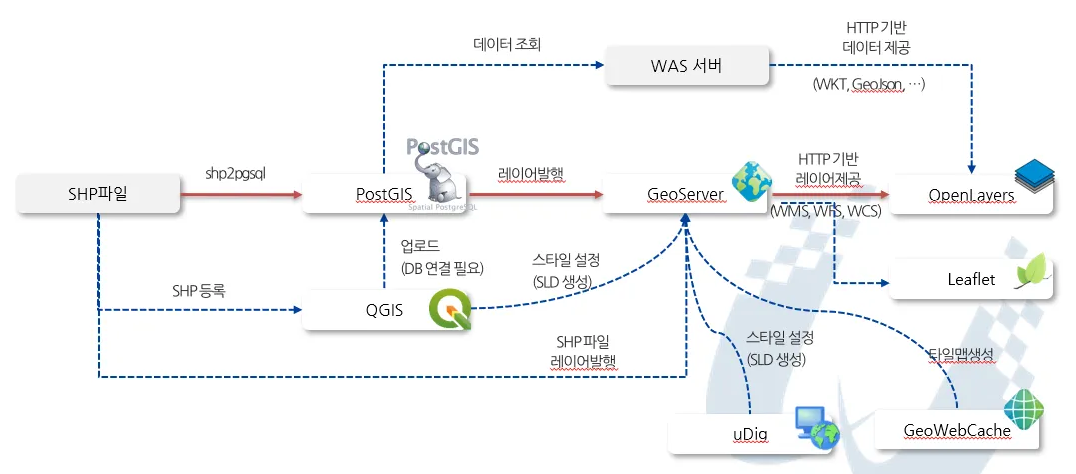 HTTP 기반
데이터 제공
데이터 조회
WAS 서버
(WKT, GeoJson, …)
PostGIS
shp2pgsql
레이어발행
HTTP 기반
레이어제공
SHP파일
PostGIS
GeoServer
OpenLayers
Spatial PostgreSQL
(WMS, WFS, WCS)
업로드
(DB 연결 필요)
스타일 설정
(SLD 생성)
Leaflet
SHP 등록
QGIS
SHP 파일
레이어발행
스타일 설정
(SLD 생성)
타일맵생성
uDig
GeoWebCache